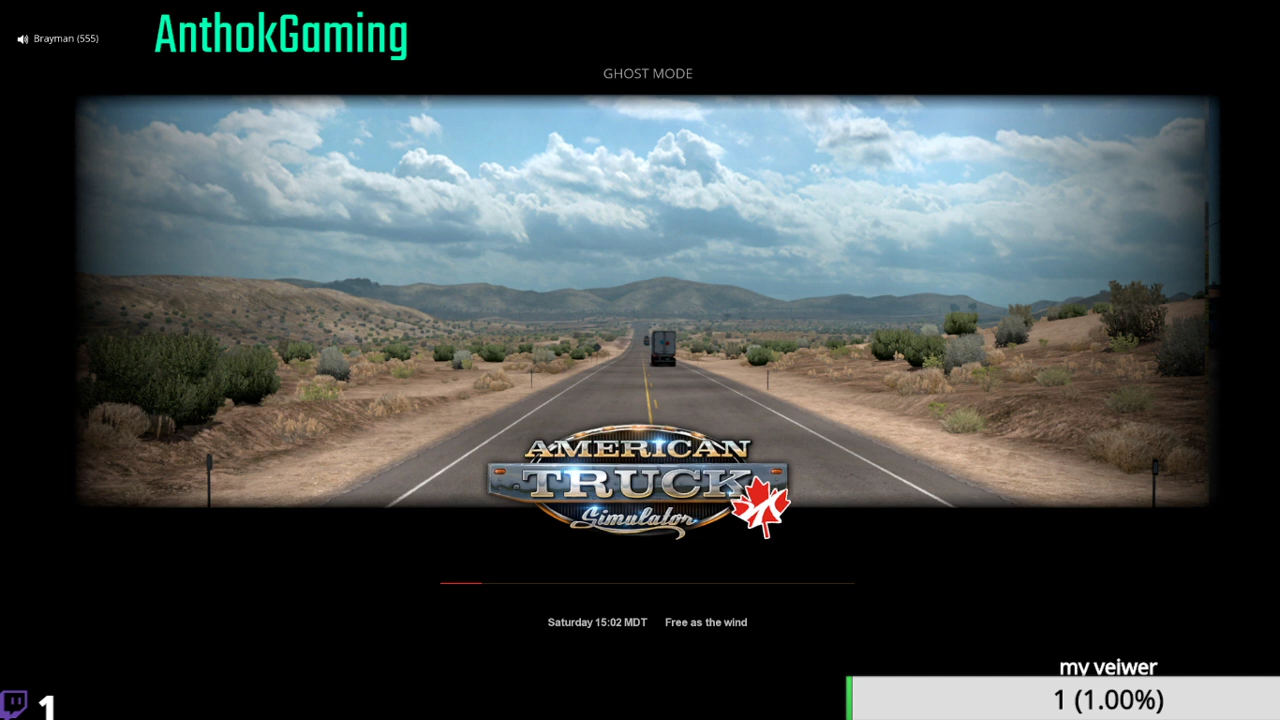 Brayman (555)
AnthokGaming
GHOST MODE
AMERICAN
TRUCK
Simulator
Saturday 15:02 MDT Free as the wind
my veiwer
1
1 (1.00%)